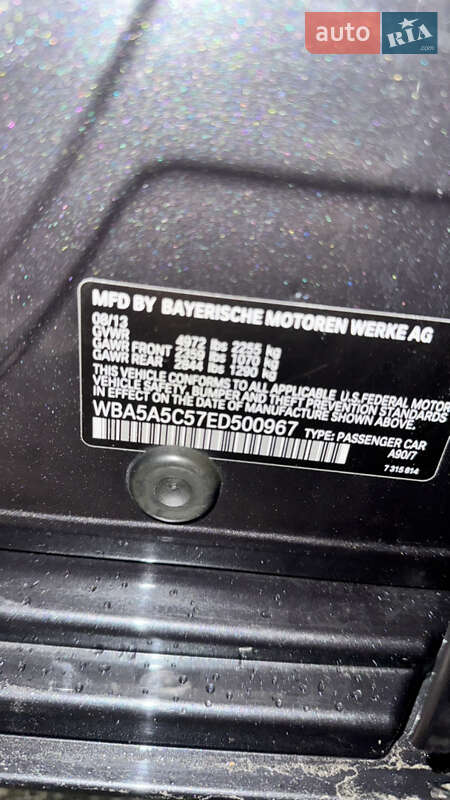 auto RIA .com
MFD BY BAYERISCHE MOTOREN WERKE AG
08/13
GVWR 4972 lbs 2255 kg
GAWR FRONT 2356 lbs 1070 kg
GAWR REAR 2844 lbs 1290 kg
THIS VEHICLE CONFORMS TO ALL APPLICABLE U.S.FEDERAL MOTOR
VEHICLE SAFETY, BUMPER AND THEFT PREVENTION STANDARDS
IN EFFECT ON THE DATE OF MANUFACTURE SHOWN ABOVE.
WBA5A5C57ED500967 TYPE: PASSENGER CAR
A90/7
7 315 814